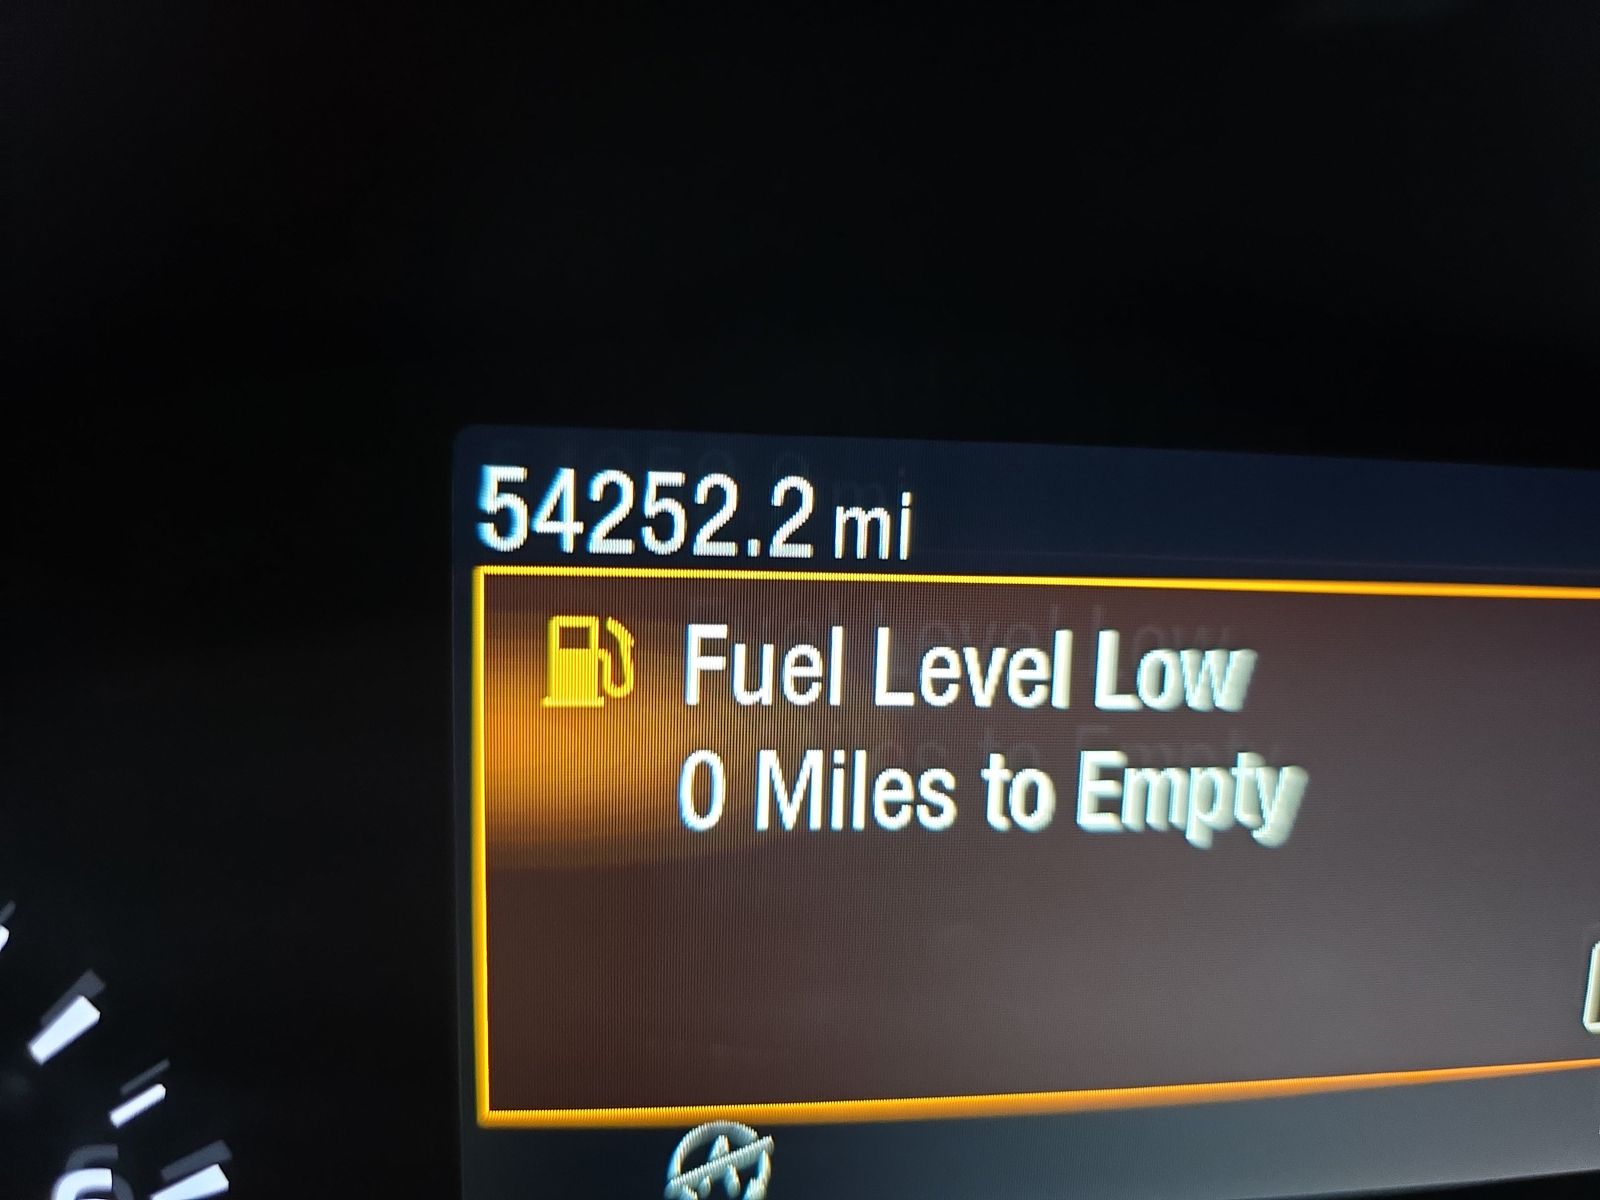 54252.2 mi
Fuel Level Low
0 Miles to Empty